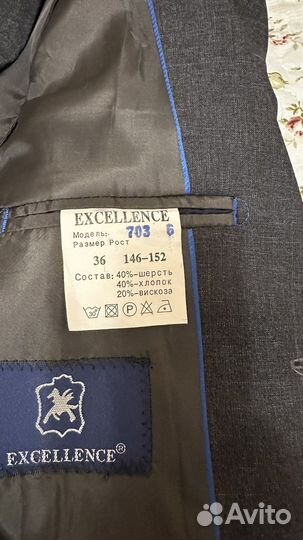 EXCELLENCE
Модель: 703 6
Размер Рост
36 146-152
Состав: 40%-шерсть
40%-хлопок
20%-вискоза
EXCELLENCE®
Avito